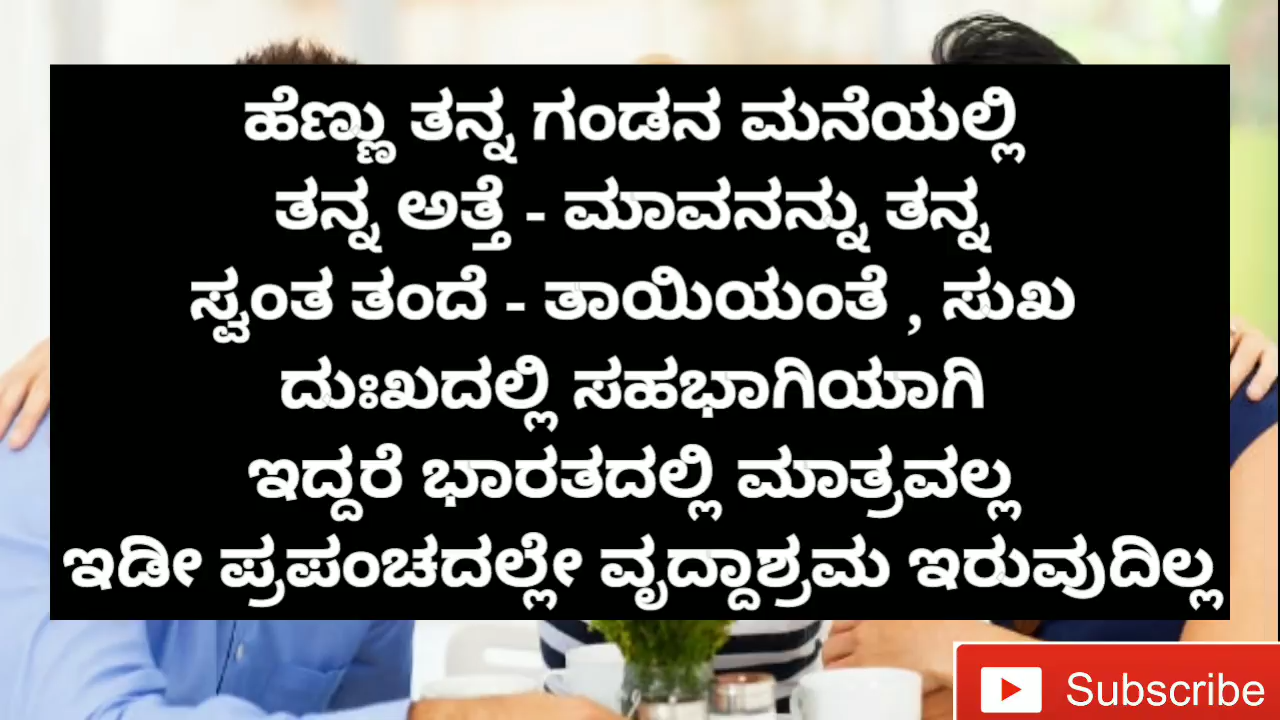 ಹೆಣ್ಣು ತನ್ನ ಗಂಡನ ಮನೆಯಲ್ಲಿ
ತನ್ನ ಅತ್ತೆ - ಮಾವನನ್ನು ತನ್ನ
ಸ್ವಂತ ತಂದೆ - ತಾಯಿಯಂತೆ , ಸುಖ
ದುಃಖದಲ್ಲಿ ಸಹಭಾಗಿಯಾಗಿ
ಇದ್ದರೆ ಭಾರತದಲ್ಲಿ ಮಾತ್ರವಲ್ಲ
ಇಡೀ ಪ್ರಪಂಚದಲ್ಲೇ ವೃದ್ದಾಶ್ರಮ ಇರುವುದಿಲ್ಲ
Subscribe